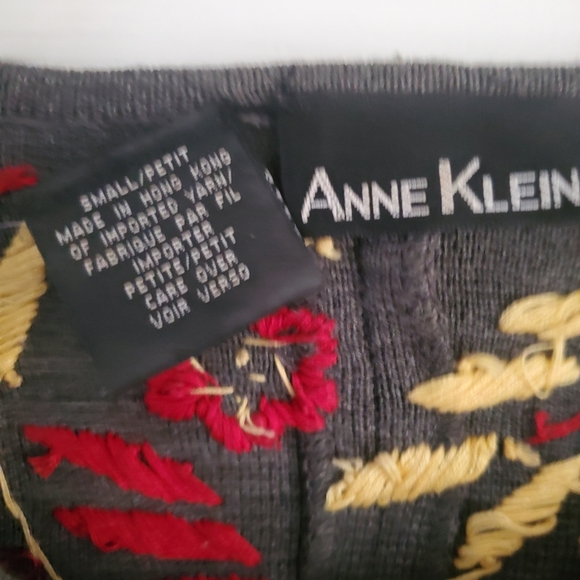 ANNE KLEIN
SMALL/PETIT
MADE IN HONG KONG
OF IMPORTED YARN/
FABRIQUE PAR FIL
IMPORTER
PETITE/PETIT
CARE OVER
VOIR VERSO